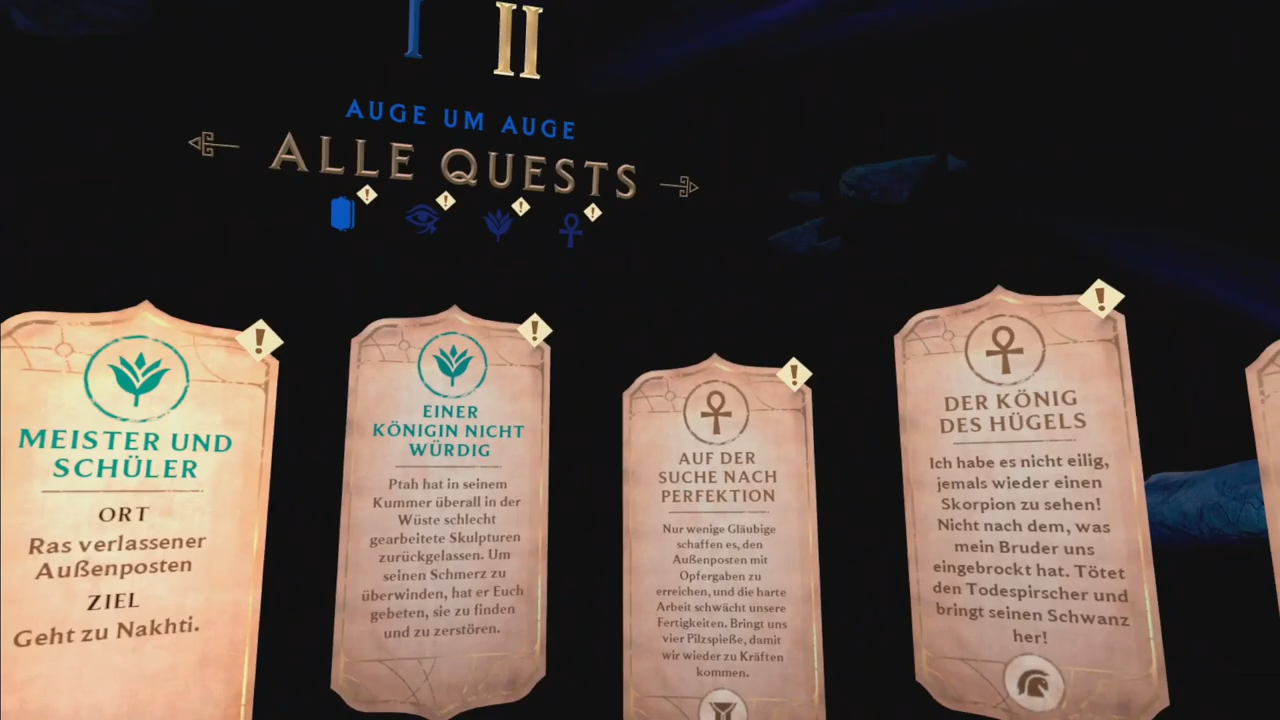 I II
AUGE UM AUGE
ALLE QUESTS
MEISTER UND
SCHÜLER
ORT
Ras verlassener
Außenposten
ZIEL
Geht zu Nakhti.
EINER
KÖNIGIN NICHT
WÜRDIG
Ptah hat in seinem
Kummer überall in der
Wüste schlecht
gearbeitete Skulpturen
zurückgelassen. Um
seinen Schmerz zu
überwinden, hat er Euch
gebeten, sie zu finden
und zu zerstören.
AUF DER
SUCHE NACH
PERFEKTION
Nur wenige Gläubige
schaffen es, den
Außenposten mit
Opfergaben zu
erreichen, und die harte
Arbeit schwächt unsere
Fertigkeiten. Bringt uns
vier Pilzspieße, damit
wir wieder zu Kräften
kommen.
DER KÖNIG
DES HÜGELS
Ich habe es nicht eilig,
jemals wieder einen
Skorpion zu sehen!
Nicht nach dem, was
mein Bruder uns
eingebrockt hat. Tötet
den Todespirscher und
bringt seinen Schwanz
her!